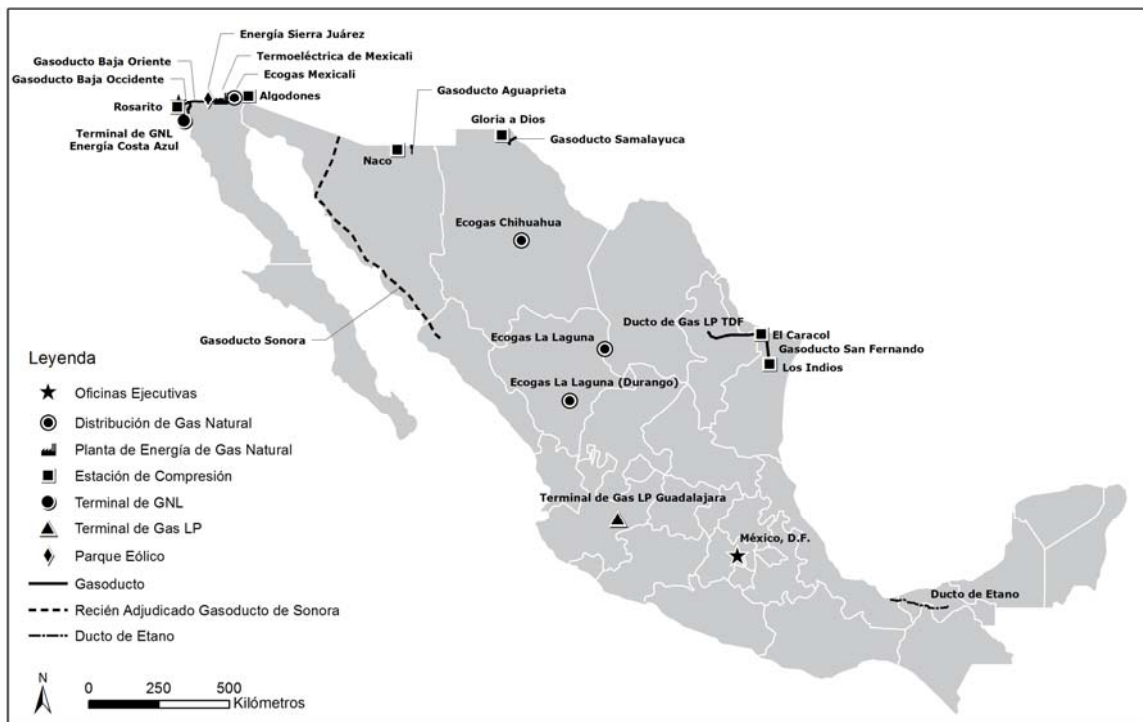 Energía Sierra Juárez
Gasoducto Baja Oriente
Termoeléctrica de Mexicali
Gasoducto Baja Occidente
Ecogas Mexicali
Rosarito
Algodones
Gasoducto Aguaprieta
Gloria a Dios
Gasoducto Samalayuca
Terminal de GNL
Energía Costa Azul
Naco
Ecogas Chihuahua
Gasoducto Sonora
Ecogas La Laguna
Ducto de Gas LP TDF
El Caracol
Gasoducto San Fernando
Los Indios
Ecogas La Laguna (Durango)
Terminal de Gas LP Guadalajara
México, D.F.
Ducto de Etano
Leyenda
Oficinas Ejecutivas
Distribución de Gas Natural
Planta de Energía de Gas Natural
Estación de Compresión
Terminal de GNL
Terminal de Gas LP
Parque Eólico
Gasoducto
Recién Adjudicado Gasoducto de Sonora
Ducto de Etano
N
0 250 500
Kilómetros